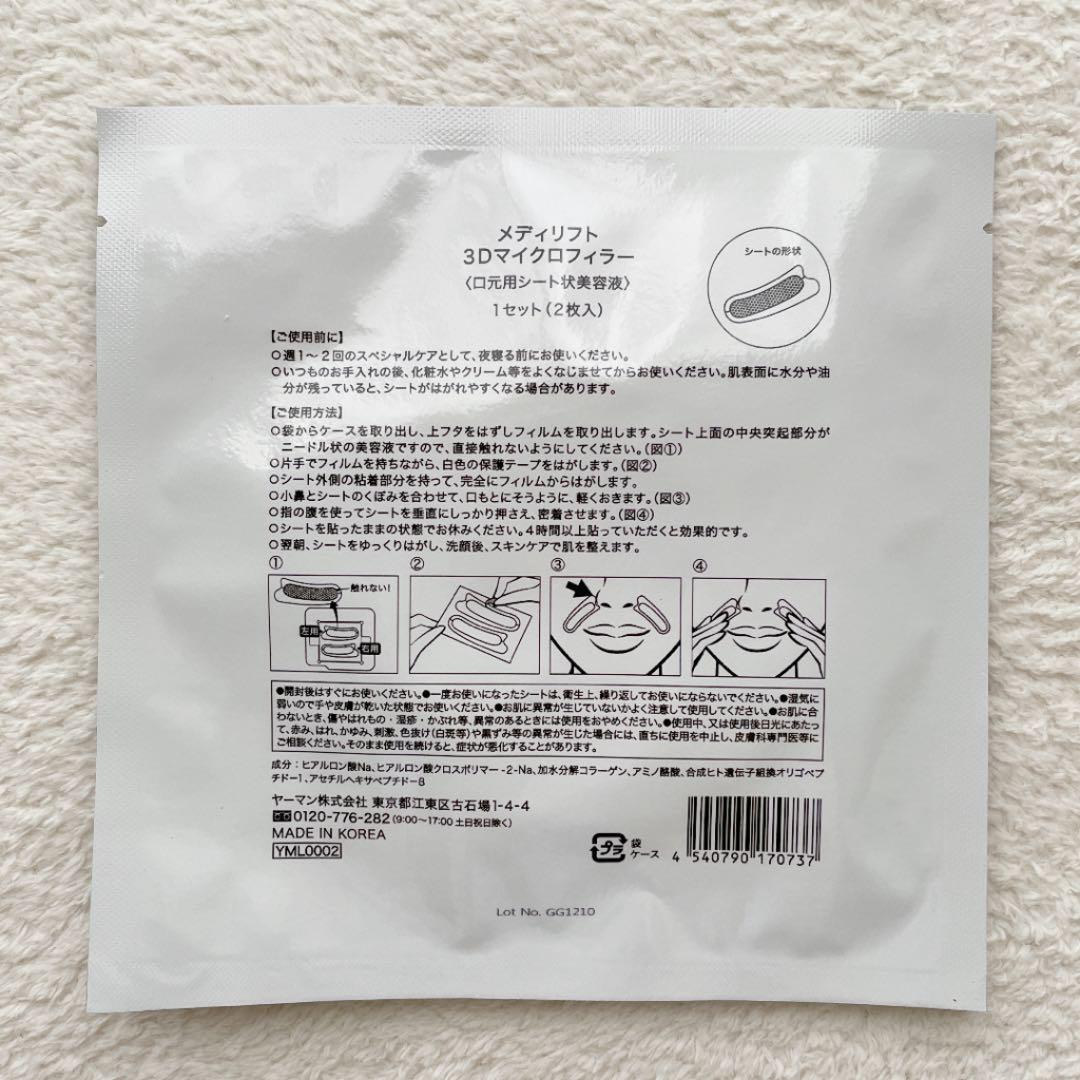 メディリフト
3Dマイクロフィラー
〈口元用シート状美容液〉
1セット(2枚入)
シートの形状
【ご使用前に】
○週1～2回のスペシャルケアとして、夜寝る前にお使いください。
○いつものお手入れの後、化粧水やクリーム等をよくなじませてからお使いください。肌表面に水分や油
分が残っていると、シートがはがれやすくなる場合があります。
【ご使用方法】
○袋からケースを取り出し、上フタをはずしフィルムを取り出します。シート上面の中央突起部分が
ニードル状の美容液ですので、直接触れないようにしてください。(図①)
○片手でフィルムを持ちながら、白色の保護テープをはがします。(図②)
○シート外側の粘着部分を持って、完全にフィルムからはがします。
○小鼻とシートのくぼみを合わせて、口もとにそうように、軽くおきます。(図③)
○指の腹を使ってシートを垂直にしっかり押さえ、密着させます。(図④)
○シートを貼ったままの状態でお休みください。4時間以上貼っていただくと効果的です。
○翌朝、シートをゆっくりはがし、洗顔後、スキンケアで肌を整えます。
① ② ③ ④
触れない!
左用
右用
●開封後はすぐにお使いください。●一度お使いになったシートは、衛生上、繰り返してお使いにならないでください。●湿気に
弱いので手や皮膚が乾いた状態でお使いください。●お肌に異常が生じていないかよく注意して使用してください。●お肌に合
わないとき、傷やはれもの・湿疹・かぶれ等、異常のあるときには使用をおやめください。●使用中、又は使用後日光にあたっ
て、赤み、はれ、かゆみ、刺激、色抜け(白斑等)や黒ずみ等の異常が生じた場合には、直ちに使用を中止し、皮膚科専門医等に
ご相談ください。そのまま使用を続けると、症状が悪化することがあります。
成分：ヒアルロン酸Na、ヒアルロン酸クロスポリマー-2-Na、加水分解コラーゲン、アミノ酪酸、合成ヒト遺伝子組換オリゴペプ
チド-1、アセチルヘキサペプチド-8
ヤーマン株式会社 東京都江東区古石場1-4-4
0120-776-282(9:00～17:00 土日祝日除く)
MADE IN KOREA
YML0002
プラ
袋
ケース
4 540790 170737
Lot No. GG1210